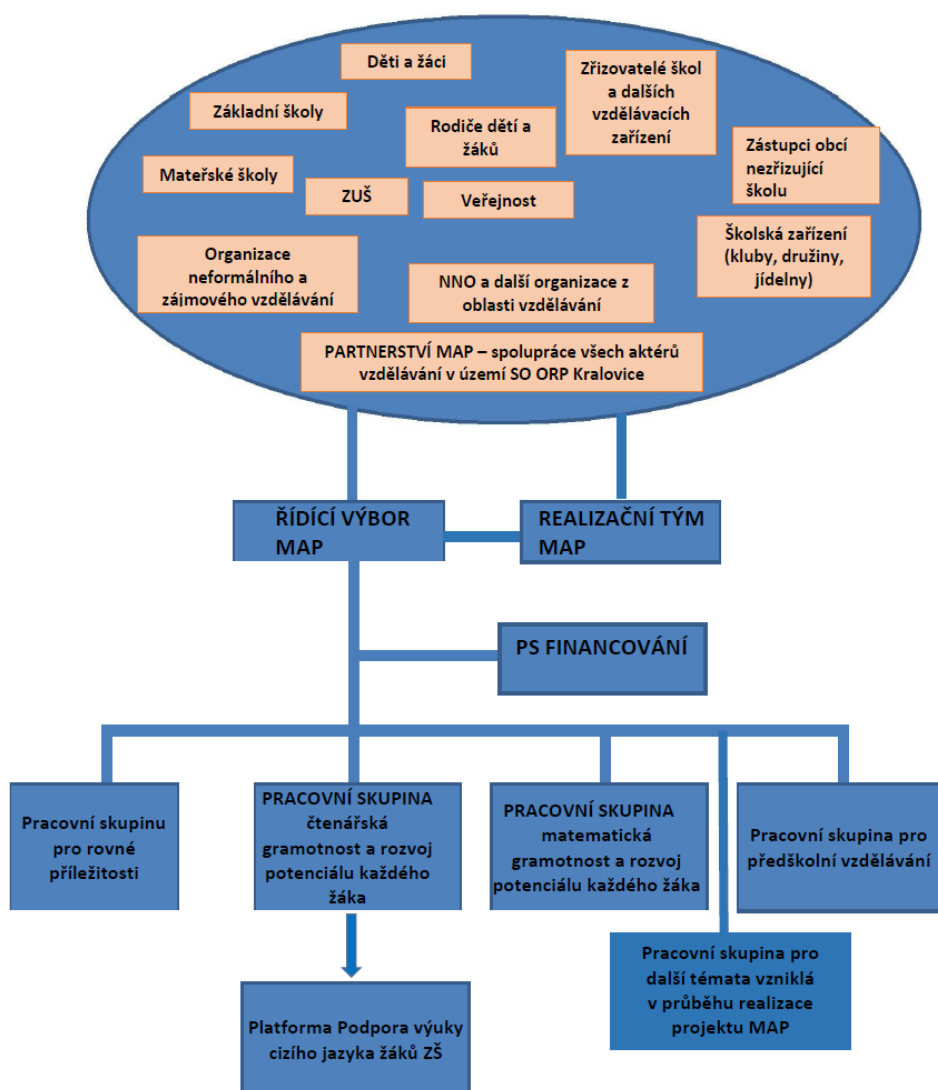 Děti a žáci
Zřizovatelé škol
a dalších
vzdělávacích
zařízení
Základní školy
Rodiče dětí a
žáků
Zástupci obcí
nezřizující
školu
Mateřské školy
ZUŠ
Veřejnost
Školská zařízení
(kluby, družiny,
jídelny)
Organizace
neformálního a
zájmového vzdělávání
NNO a další organizace z
oblasti vzdělávání
PARTNERSTVÍ MAP – spolupráce všech aktérů
vzdělávání v území SO ORP Kralovice
ŘÍDÍCÍ VÝBOR
MAP
REALIZAČNÍ TÝM
MAP
PS FINANCOVÁNÍ
Pracovní skupinu
pro rovné
příležitosti
PRACOVNÍ SKUPINA
čtenářská
gramotnost a rozvoj
potenciálu každého
žáka
PRACOVNÍ SKUPINA
matematická
gramotnost a rozvoj
potenciálu každého žáka
Pracovní skupina pro
předškolní vzdělávání
Pracovní skupina pro
další témata vzniklá
v průběhu realizace
projektu MAP
Platforma Podpora výuky
cizího jazyka žáků ZŠ